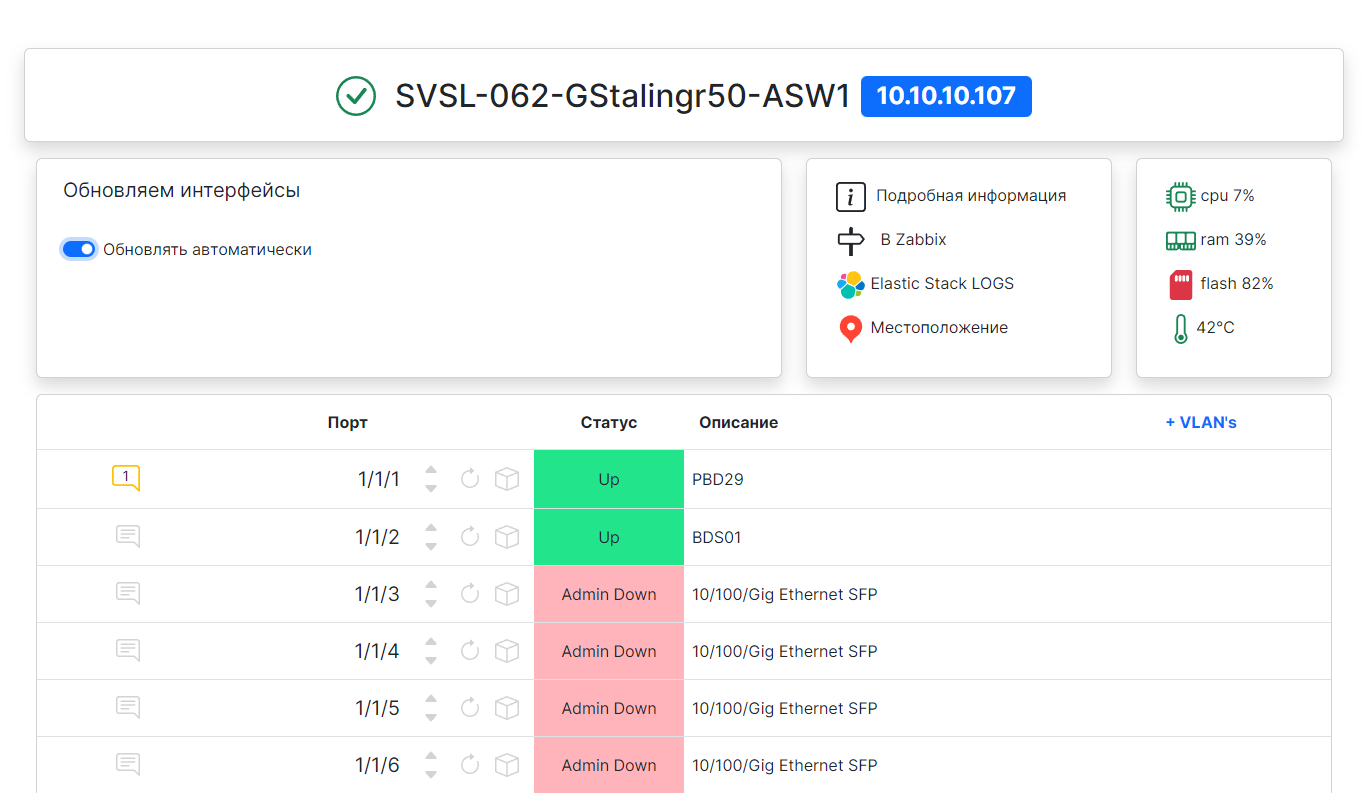 SVSL-062-GStalingr50-ASW1 10.10.10.107
Обновляем интерфейсы
Обновлять автоматически
i Подробная информация
В Zabbix
Elastic Stack LOGS
Местоположение
cpu 7%
ram 39%
flash 82%
42°C
Порт Статус Описание + VLAN's
1 1/1/1 Up PBD29
1/1/2 Up BDS01
1/1/3 Admin Down 10/100/Gig Ethernet SFP
1/1/4 Admin Down 10/100/Gig Ethernet SFP
1/1/5 Admin Down 10/100/Gig Ethernet SFP
1/1/6 Admin Down 10/100/Gig Ethernet SFP